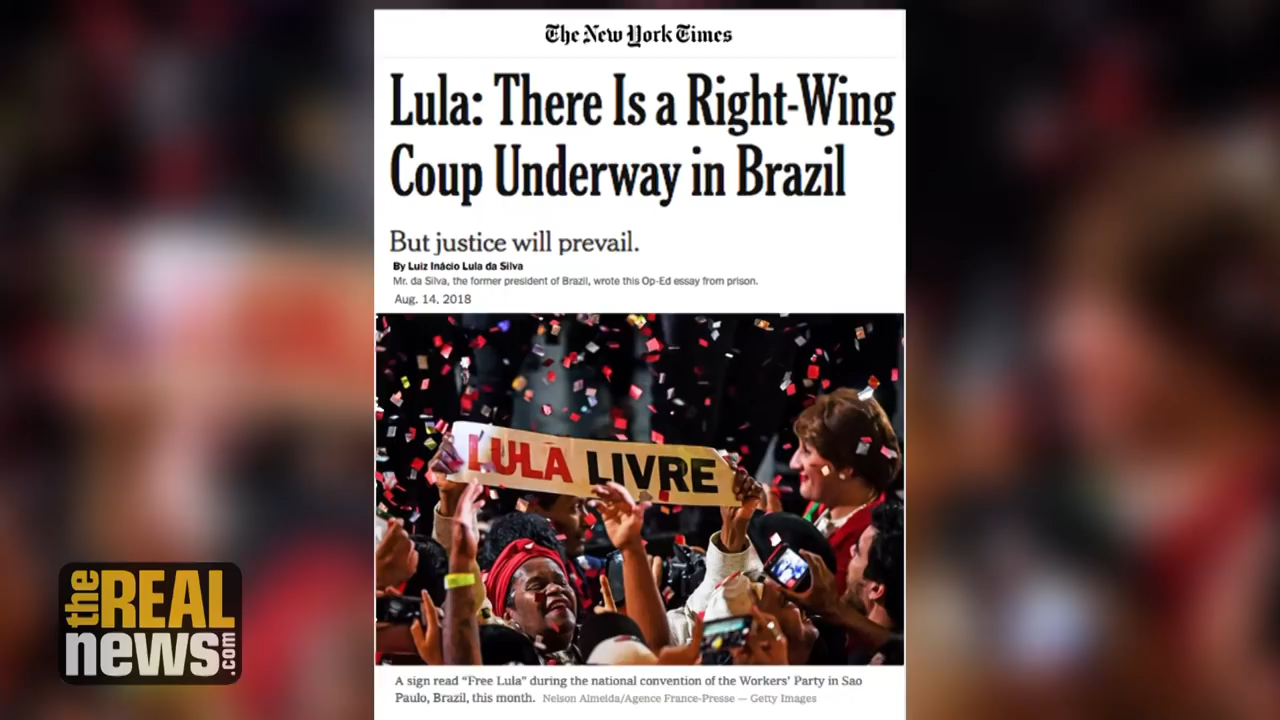 The New York Times
Lula: There Is a Right-Wing
Coup Underway in Brazil
But justice will prevail.
By Luiz Inácio Lula da Silva
Mr. da Silva, the former president of Brazil, wrote this Op-Ed essay from prison.
Aug. 14, 2018
LULA LIVRE
A sign read “Free Lula” during the national convention of the Workers’ Party in Sao
Paulo, Brazil, this month. Nelson Almeida/Agence France-Presse — Getty Images
the REAL
news.com